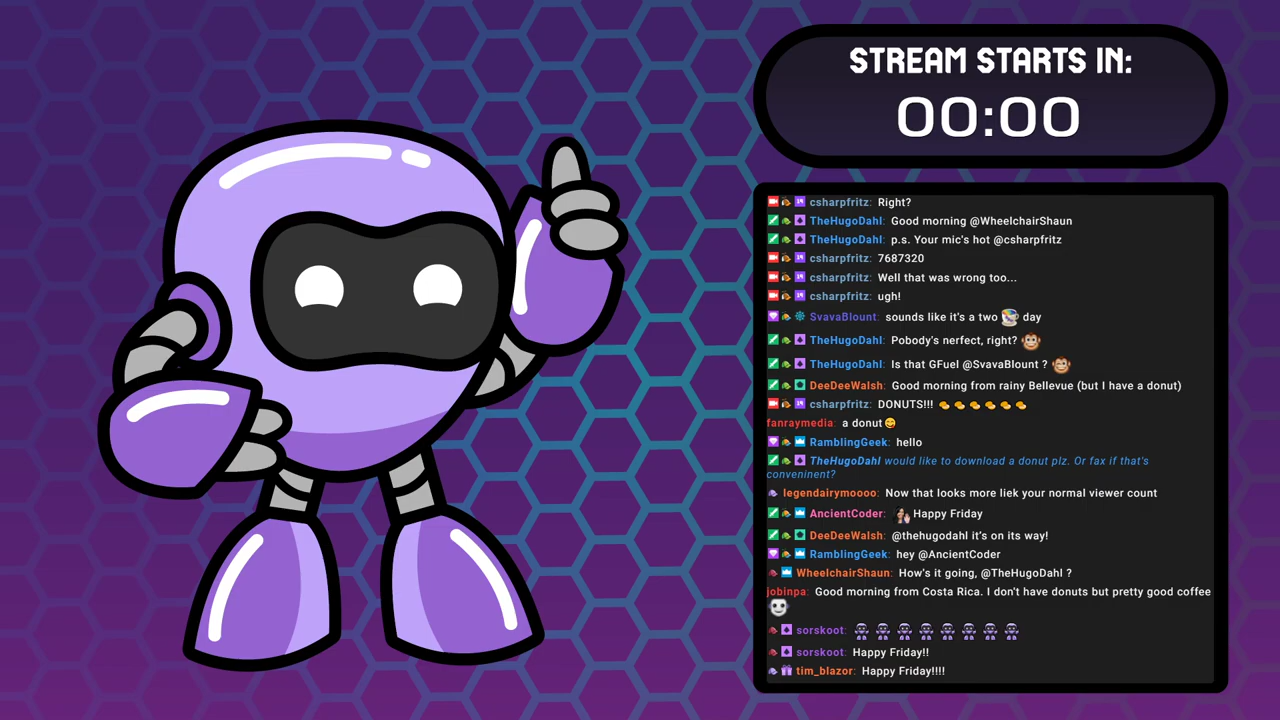 STREAM STARTS IN:
00:00
csharpfritz: Right?
TheHugoDahl: Good morning @WheelchairShaun
TheHugoDahl: p.s. Your mic's hot @csharpfritz
csharpfritz: 7687320
csharpfritz: Well that was wrong too...
csharpfritz: ugh!
SvavaBlount: sounds like it's a two day
TheHugoDahl: Pobody's nerfect, right?
TheHugoDahl: Is that GFuel @SvavaBlount ?
DeeDeeWalsh: Good morning from rainy Bellevue (but I have a donut)
csharpfritz: DONUTS!!!
fanraymedia: a donut😋
RamblingGeek: hello
TheHugoDahl would like to download a donut plz. Or fax if that's
conveninent?
legendairymoooo: Now that looks more liek your normal viewer count
AncientCoder: Happy Friday
DeeDeeWalsh: @thehugodahl it's on its way!
RamblingGeek: hey @AncientCoder
WheelchairShaun: How's it going, @TheHugoDahl ?
jobinpa: Good morning from Costa Rica. I don't have donuts but pretty good coffee
sorskoot:
sorskoot: Happy Friday!!
tim_blazor: Happy Friday!!!!